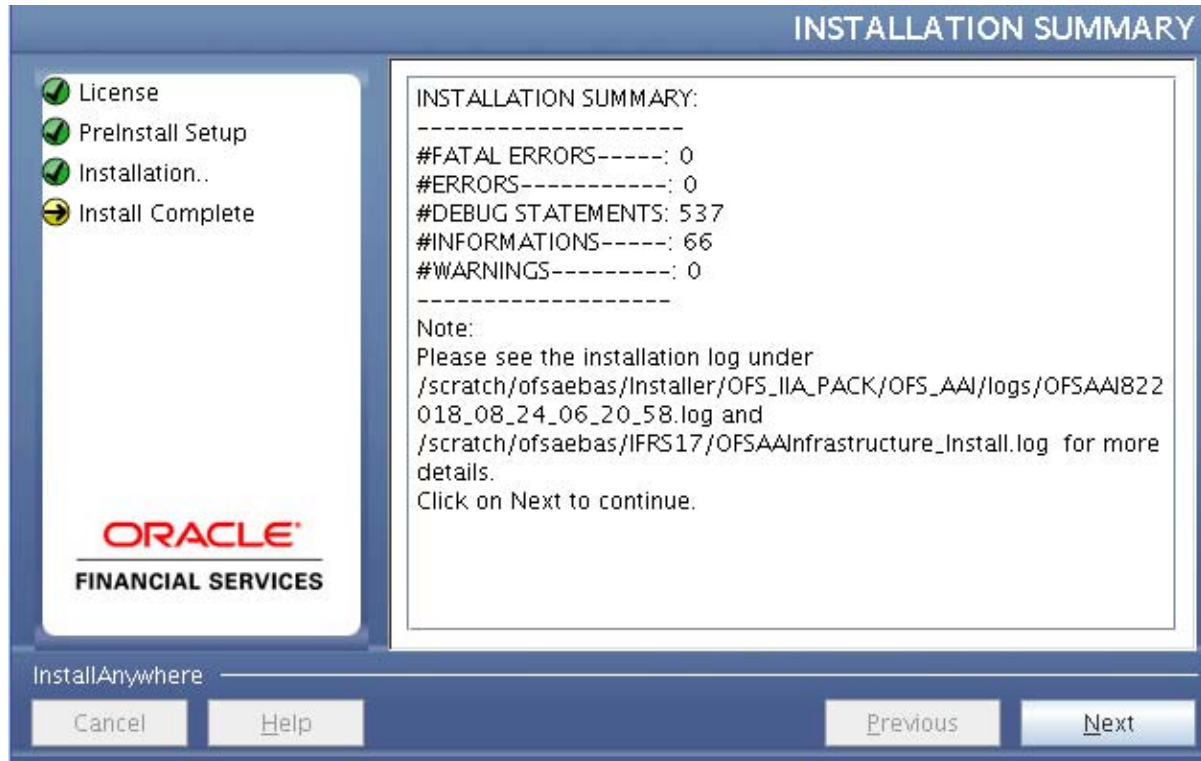 INSTALLATION SUMMARY
License
PreInstall Setup
Installation..
Install Complete
ORACLE®
FINANCIAL SERVICES
INSTALLATION SUMMARY:
--------------------
#FATAL ERRORS-----: 0
#ERRORS-----------: 0
#DEBUG STATEMENTS: 537
#INFORMATIONS-----: 66
#WARNINGS---------: 0
-------------------
Note:
Please see the installation log under
/scratch/ofsaebas/Installer/OFS_IIA_PACK/OFS_AAI/logs/OFSAAI822
018_08_24_06_20_58.log and
/scratch/ofsaebas/IFRS17/OFSAAInfrastructure_Install.log for more
details.
Click on Next to continue.
InstallAnywhere
Cancel
Help
Previous
Next